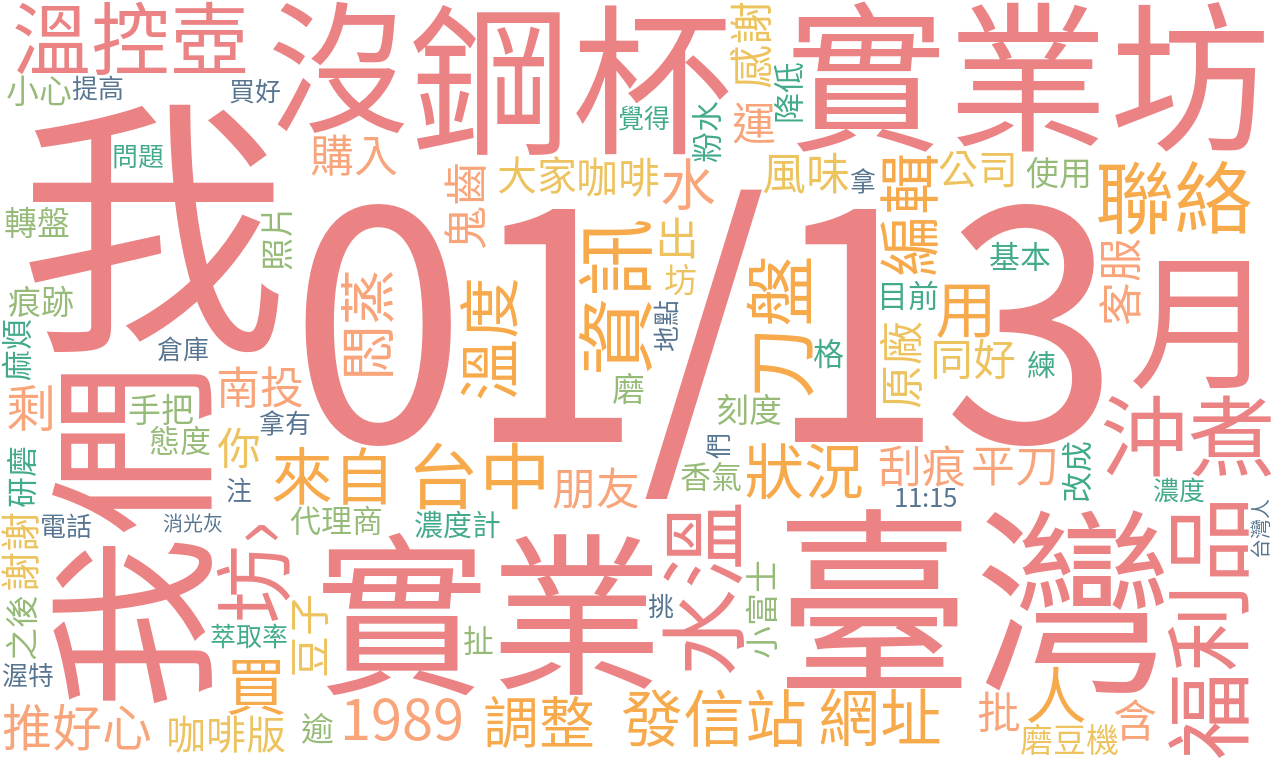 溫控壺
沒鋼杯
實業坊
感謝
小心
提高
買好
降低
覺得
粉水
運
購入
問題
我
01/13
月
大家
咖啡
水
風味
拿
編輯
公司
使用
聯絡
鬼齒
轉盤
照片
資訊
出
坊
盤
刀
基本
客服
痕跡
悶蒸
溫度
目前
用
麻煩
倉庫
地點
格
原廠
同好
練
剩
我們
手把
南投
磨
刻度
沖煮
態度
拿有
你
來自
台中
朋友
們
香氣
狀況
刮痕
平刀
改成
研磨
注
11:15
濃度
謝謝
電話
消光灰
代理商
濃度計
水溫
臺灣
福利品
台灣人
坊›
實業
小富士
之後
萃取率
豆子
扯
挑
渥特
買
推好心
咖啡版
逾
1989
調整
發信站
網址
批
人
含
磨豆機